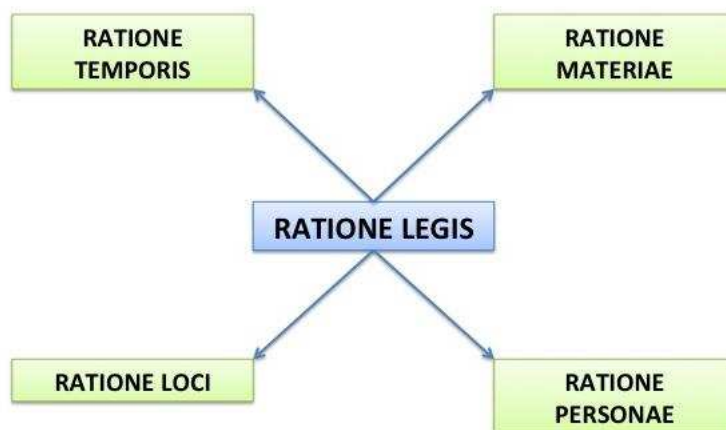 RATIONE
TEMPORIS
RATIONE
MATERIAE
RATIONE LEGIS
RATIONE LOCI
RATIONE
PERSONAE